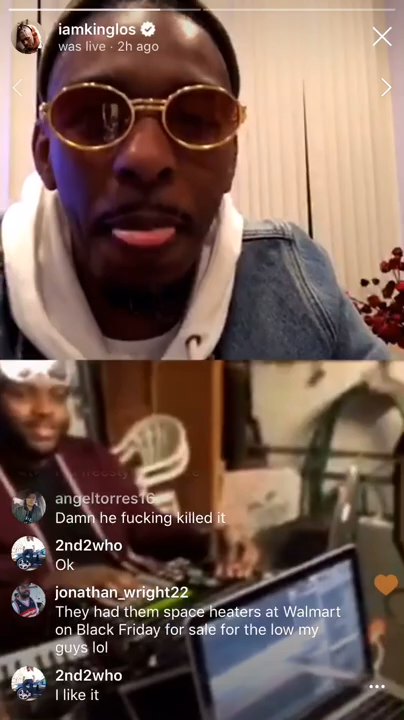 iamkinglos
was live · 2h ago
angeltorres16
Damn he fucking killed it
2nd2who
Ok
jonathan_wright22
They had them space heaters at Walmart
on Black Friday for sale for the low my
guys lol
2nd2who
I like it